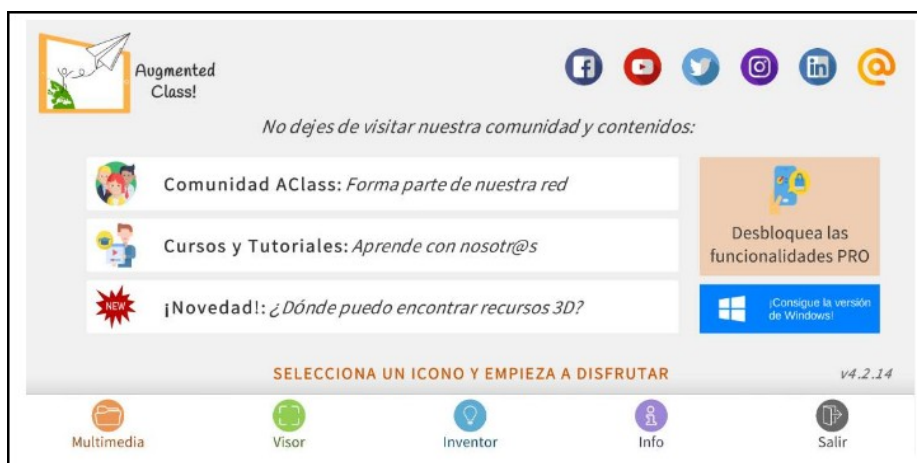 Augmented
Class!
No dejes de visitar nuestra comunidad y contenidos:
Comunidad AClass: Forma parte de nuestra red
Cursos y Tutoriales: Aprende con nosotr@s
NEW
¡Novedad!: ¿Dónde puedo encontrar recursos 3D?
Desbloquea las
funcionalidades PRO
¡Consigue la versión
de Windows!
SELECCIONA UN ICONO Y EMPIEZA A DISFRUTAR
v4.2.14
Multimedia
Visor
Inventor
Info
Salir